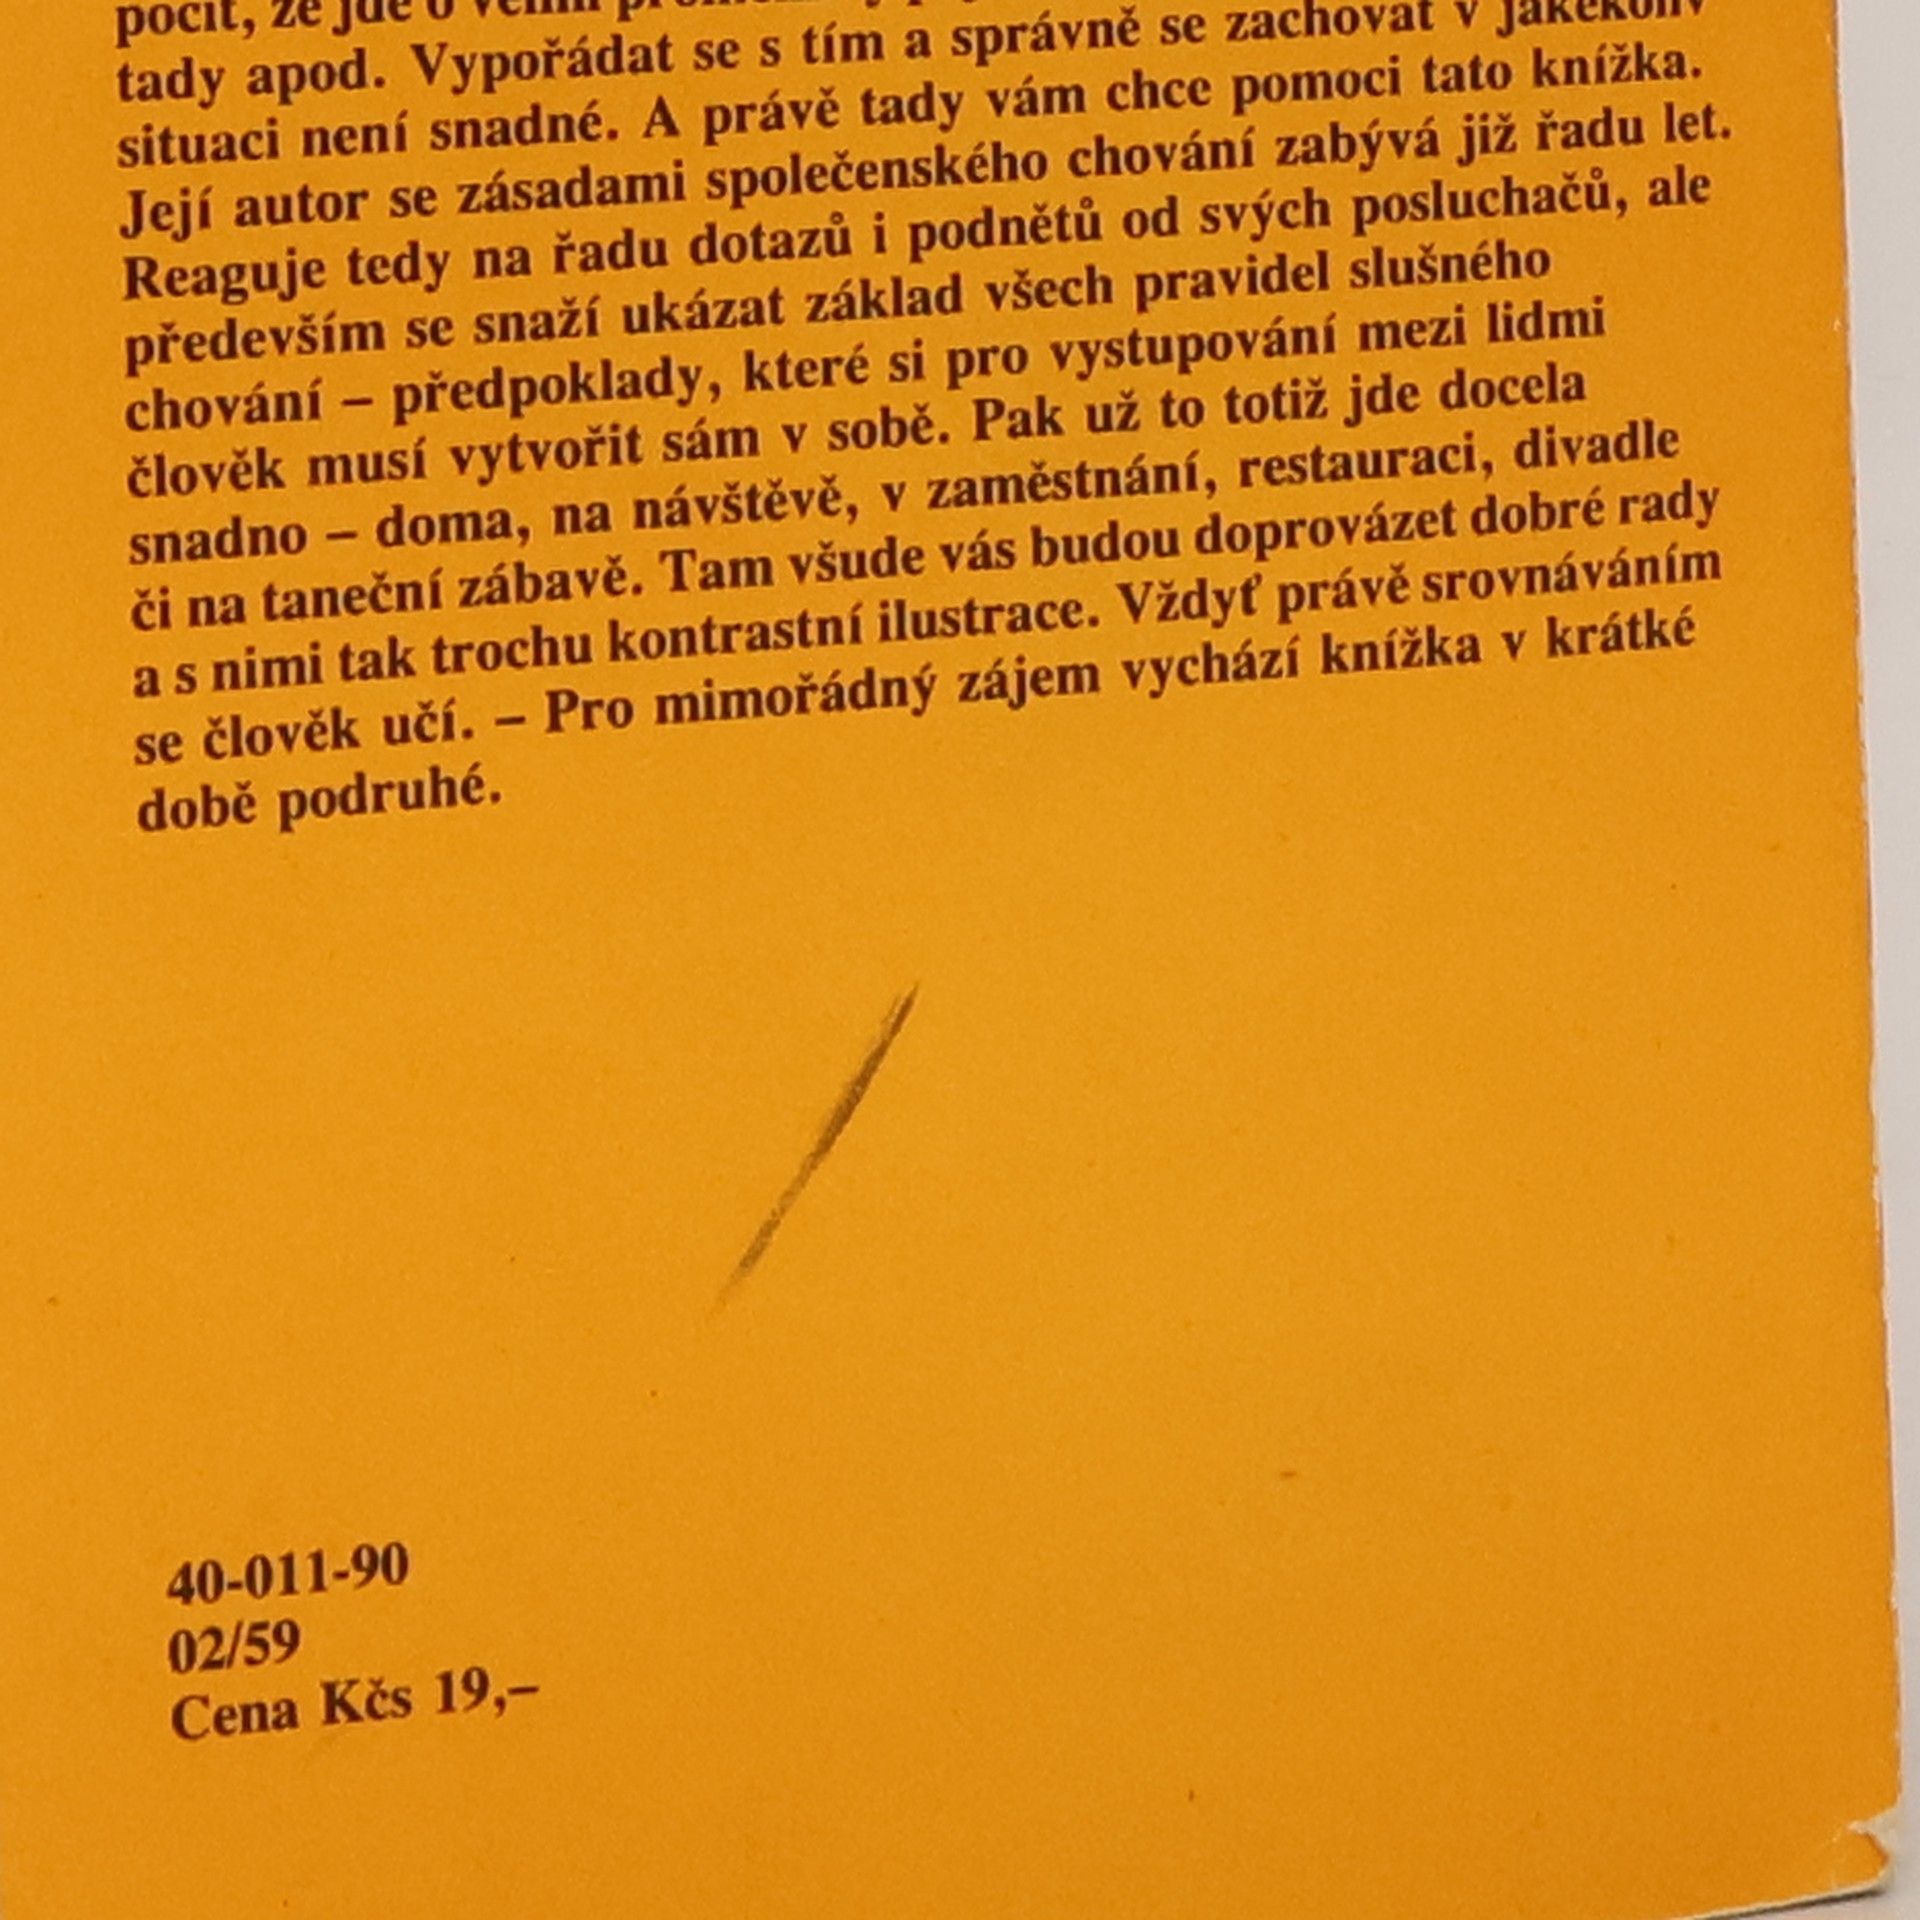 pocit, že jde o velmi
tady apod. Vypořádat se s tím a správně se zachovat v jakékoliv
situaci není snadné. A právě tady vám chce pomoci tato knížka.
Její autor se zásadami společenského chování zabývá již řadu let.
Reaguje tedy na řadu dotazů i podnětů od svých posluchačů, ale
především se snaží ukázat základ všech pravidel slušného
chování – předpoklady, které si pro vystupování mezi lidmi
člověk musí vytvořit sám v sobě. Pak už to totiž jde docela
snadno – doma, na návštěvě, v zaměstnání, restauraci, divadle
či na taneční zábavě. Tam všude vás budou doprovázet dobré rady
a s nimi tak trochu kontrastní ilustrace. Vždyť právě srovnáváním
se člověk učí. – Pro mimořádný zájem vychází knížka v krátké
době podruhé.
40-011-90
02/59
Cena Kčs 19,–